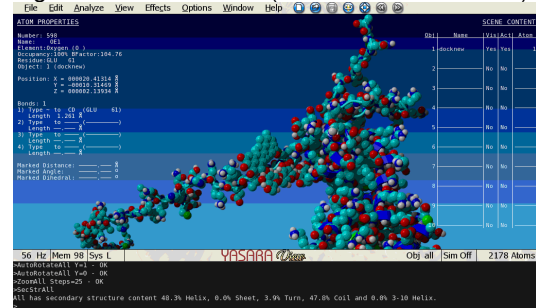 File Edit Analyze View Effects Options Window Help
ATOM PROPERTIES
SCENE CONTENT
Number: 598
Name: OE1
Element:Oxygen (O )
Occupancy:100% BFactor:104.76
Residue:GLU 61
Object: 1 (docknew)
Position: X = 000020.41314 Å
Y = -00010.31469 Å
Z = 00002.13934 Å
Bonds: 1
1) Type ~ to CD (GLU 61)
Length 1.261 Å
2) Type to (
Length
3) Type to (
Length
4) Type to (
Length
Marked Distance:
Marked Angle:
Marked Dihedral:
Obj Name Vis Act Atom
1 docknew Yes Yes 1
2 No No
3 No No
4 No No
5 No No
6 No No
7 No No
8 No No
9 No No
No No
56 Hz Mem 98 Sys L YASARA View Obj all Sim Off 2178 Atoms
>AutoRotateAll Y=1 - OK
>AutoRotateAll Y=0 - OK
>ZoomAll Steps=25 - OK
>SecStrAll
All has secondary structure content 48.3% Helix, 0.0% Sheet, 3.9% Turn, 47.8% Coil and 0.0% 3-10 Helix.
>